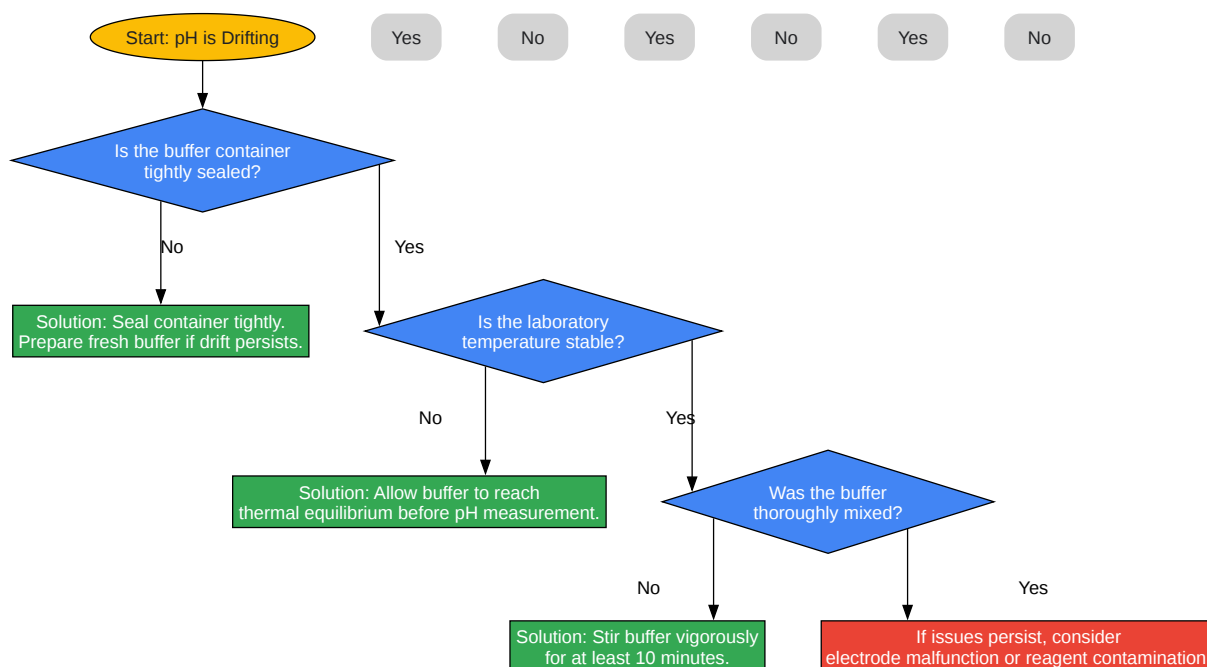 Start: pH is Drifting
Yes
No
Yes
No
Yes
No
Is the buffer container
tightly sealed?
No
Yes
Solution: Seal container tightly.
Prepare fresh buffer if drift persists.
Is the laboratory
temperature stable?
No
Yes
Solution: Allow buffer to reach
thermal equilibrium before pH measurement.
Was the buffer
thoroughly mixed?
No
Yes
Solution: Stir buffer vigorously
for at least 10 minutes.
If issues persist, consider
electrode malfunction or reagent contamination